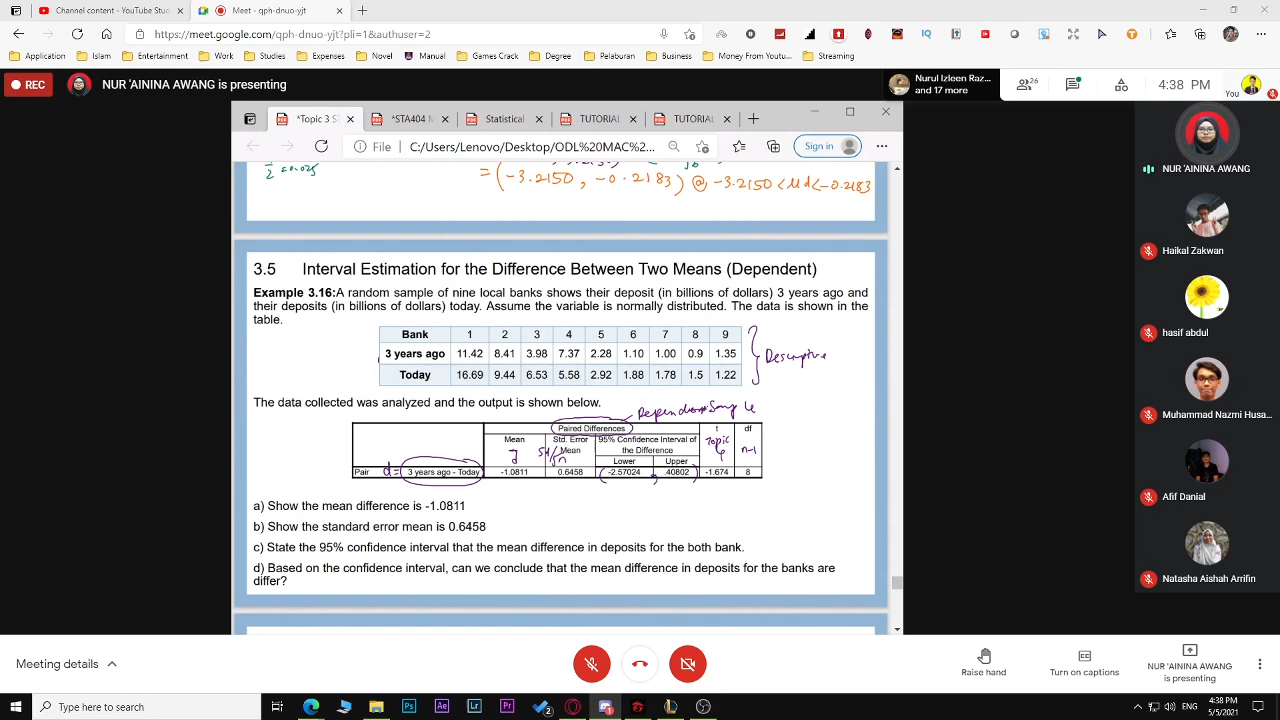 Channel content - YouTube Stud
Meet - qph-dnuo-yjt
https://meet.google.com/qph-dnuo-yjt?pli=1&authuser=2
Application
Islam
Entertainment
Work
Studies
Examples
Privacy
Unisel
Manual
Games Crack
Degree
Pelaburan
Business
Money From Youtu...
Streaming
REC
NUR 'AININA AWANG is presenting
Nurul Izleen Raz...
and 17 more
26
4:38 PM
You
*Topic 3 ST
*STA404 M
Statistical
TUTORIAL
TUTORIAL
File
C:/Users/Lenovo/Desktop/ODL%20MAC%2...
Sign in
2 = 0.025
= (-3.2150, -0.2183) @ -3.2150 < Md < -0.2183
3.5 Interval Estimation for the Difference Between Two Means (Dependent)
Example 3.16:A random sample of nine local banks shows their deposit (in billions of dollars) 3 years ago and
their deposits (in billions of dollars) today. Assume the variable is normally distributed. The data is shown in the
table.
Bank 1 2 3 4 5 6 7 8 9
3 years ago 11.42 8.41 3.98 7.37 2.28 1.10 1.00 0.9 1.35
Today 16.69 9.44 6.53 5.58 2.92 1.88 1.78 1.5 1.22
Descriptive
The data collected was analyzed and the output is shown below.
Dependent Sample
Paired Differences t df
Mean Std. Error Mean 95% Confidence Interval of the Difference
Topic
n-1
Lower Upper
Pair d= 3 years ago - Today -1.0811 0.6458 (-2.57024 , .40802) -1.674 8
a) Show the mean difference is -1.0811
b) Show the standard error mean is 0.6458
c) State the 95% confidence interval that the mean difference in deposits for the both bank.
d) Based on the confidence interval, can we conclude that the mean difference in deposits for the banks are
differ?
NUR 'AININA AWANG
Haikal Zakwan
hasif abdul
Muhammad Nazmi Husa...
Afif Danial
Natasha Aishah Arrifin
Meeting details
Raise hand
Turn on captions
NUR 'AININA AWANG
is presenting
Type here to search
Ps
Ae
Lr
Pr
2
1
4:38 PM
5/5/2021